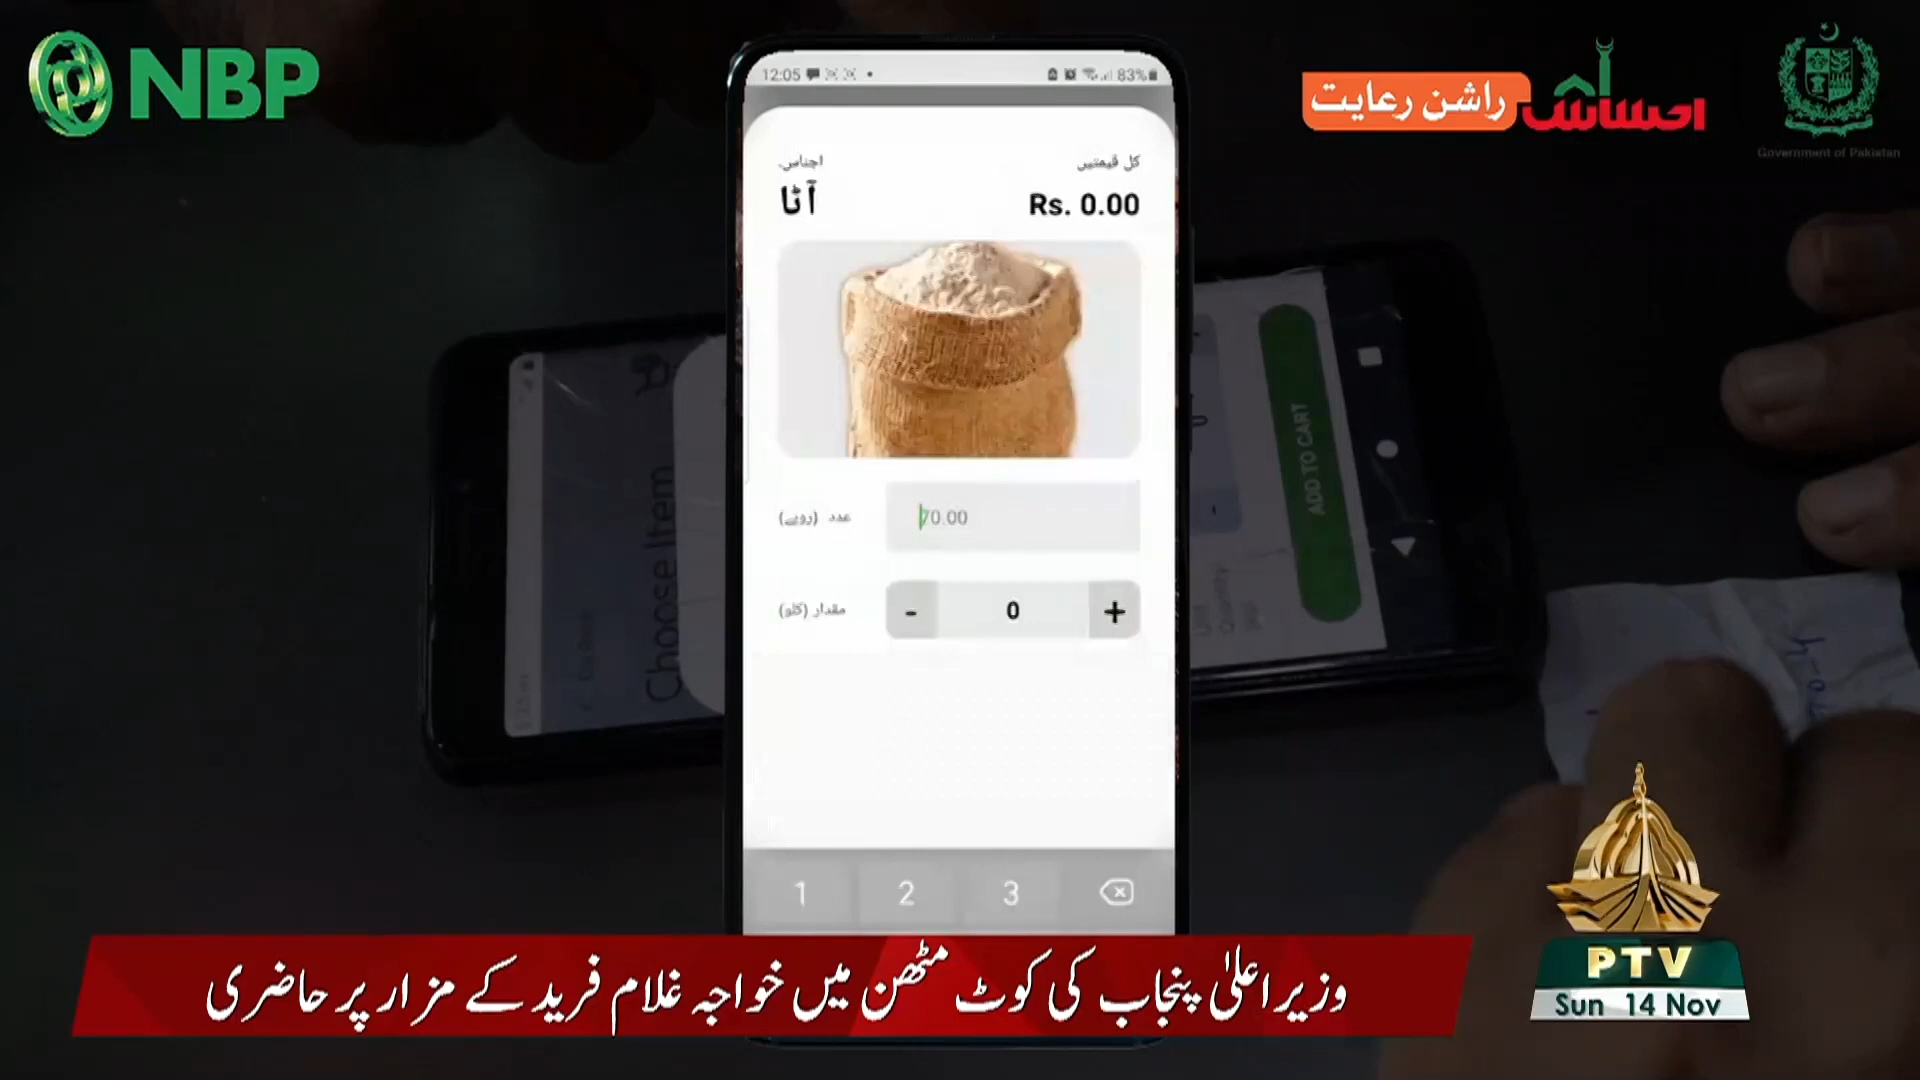 NBP
راشن رعایت
احساس
Government of Pakistan
12:05
83%
اجناس:
کل قیمتیں
آٹا
Rs. 0.00
عدد (روپے)
70.00
مقدار (کلو)
-
0
+
1 2 3
Choose Item
ADD TO CART
Quantity
وزیراعلیٰ پنجاب کی کوٹ مٹھن میں خواجہ غلام فرید کے مزار پر حاضری
PTV
Sun 14 Nov